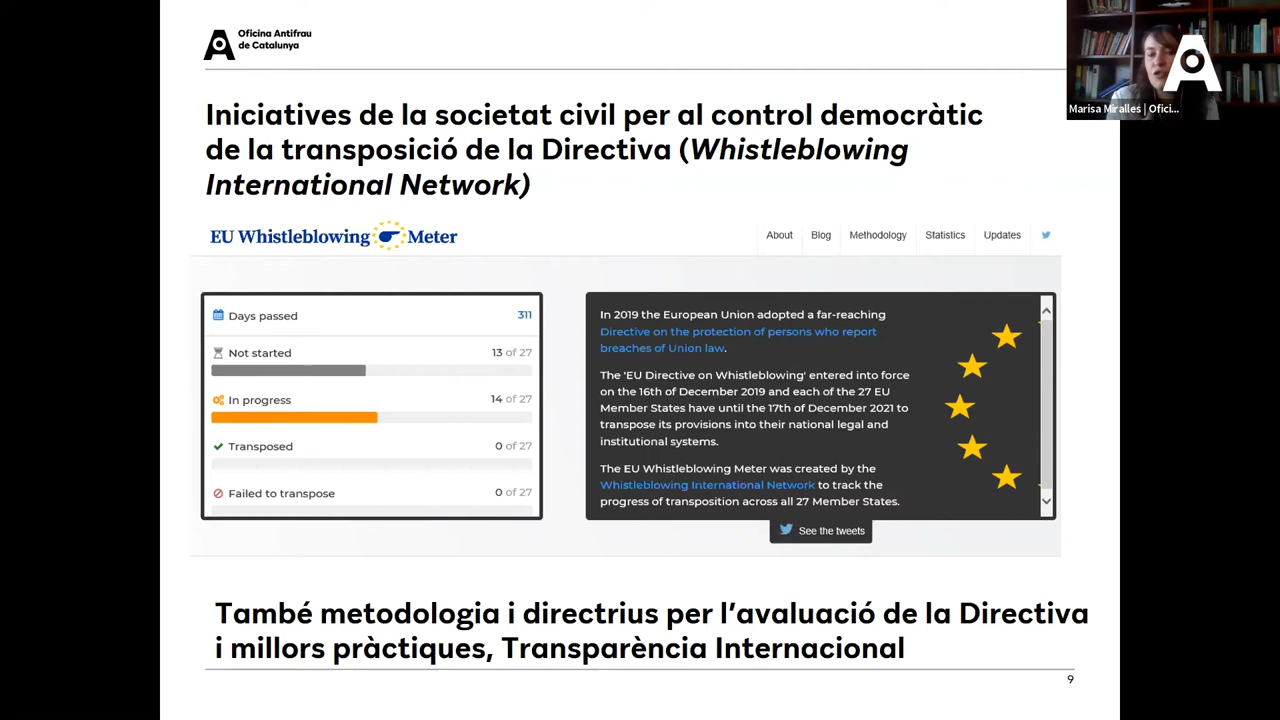 Oficina Antifrau
de Catalunya
Marisa Miralles | Ofici...
Iniciatives de la societat civil per al control democràtic
de la transposició de la Directiva (Whistleblowing
International Network)
EU Whistleblowing Meter
About Blog Methodology Statistics Updates
Days passed 311
Not started 13 of 27
In progress 14 of 27
Transposed 0 of 27
Failed to transpose 0 of 27
In 2019 the European Union adopted a far-reaching
Directive on the protection of persons who report
breaches of Union law.
The 'EU Directive on Whistleblowing' entered into force
on the 16th of December 2019 and each of the 27 EU
Member States have until the 17th of December 2021 to
transpose its provisions into their national legal and
institutional systems.
The EU Whistleblowing Meter was created by the
Whistleblowing International Network to track the
progress of transposition across all 27 Member States.
See the tweets
També metodologia i directrius per l’avaluació de la Directiva
i millors pràctiques, Transparència Internacional
9